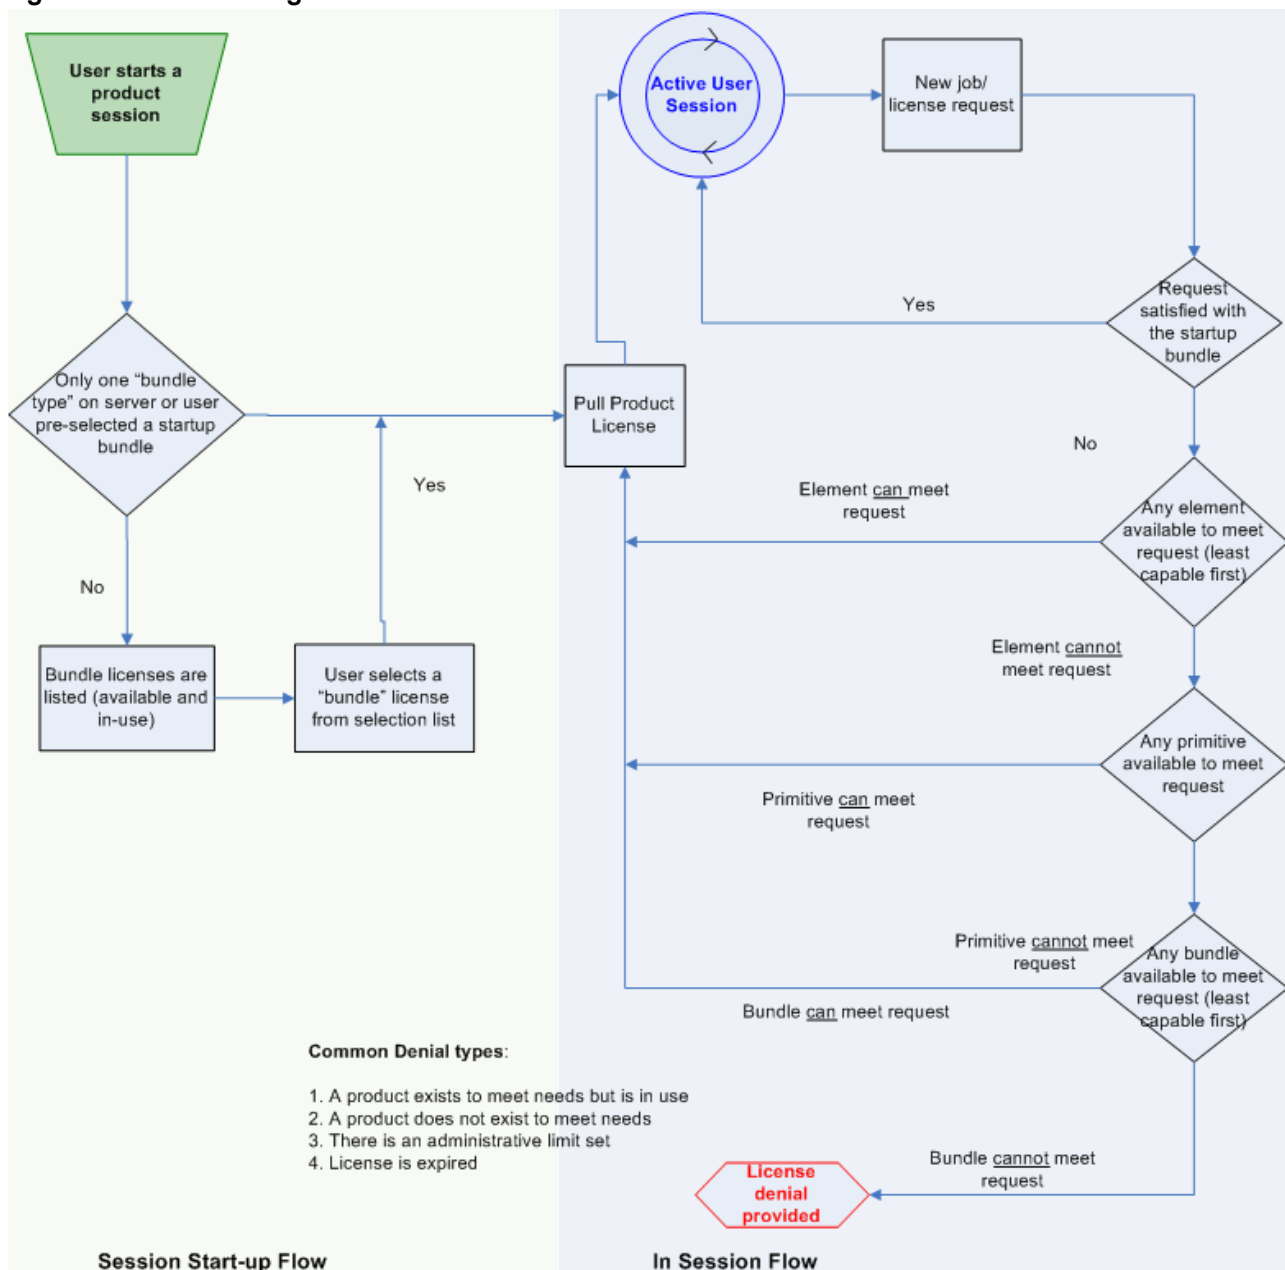 User starts a
product
session
Active User
Session
New job/
license request
Request
satisfied with
the startup
bundle
Yes
Only one “bundle
type” on server or user
pre-selected a startup
bundle
Pull Product
License
No
Yes
Element can meet
request
Any element
available to meet
request (least
capable first)
No
Bundle licenses are
listed (available and
in-use)
User selects a
“bundle” license
from selection list
Element cannot
meet request
Any primitive
available to meet
request
Primitive can meet
request
Primitive cannot meet
request
Any bundle
available to meet
request (least
capable first)
Bundle can meet request
Common Denial types:
1. A product exists to meet needs but is in use
2. A product does not exist to meet needs
3. There is an administrative limit set
4. License is expired
Bundle cannot meet
request
License
denial
provided
Session Start-up Flow
In Session Flow